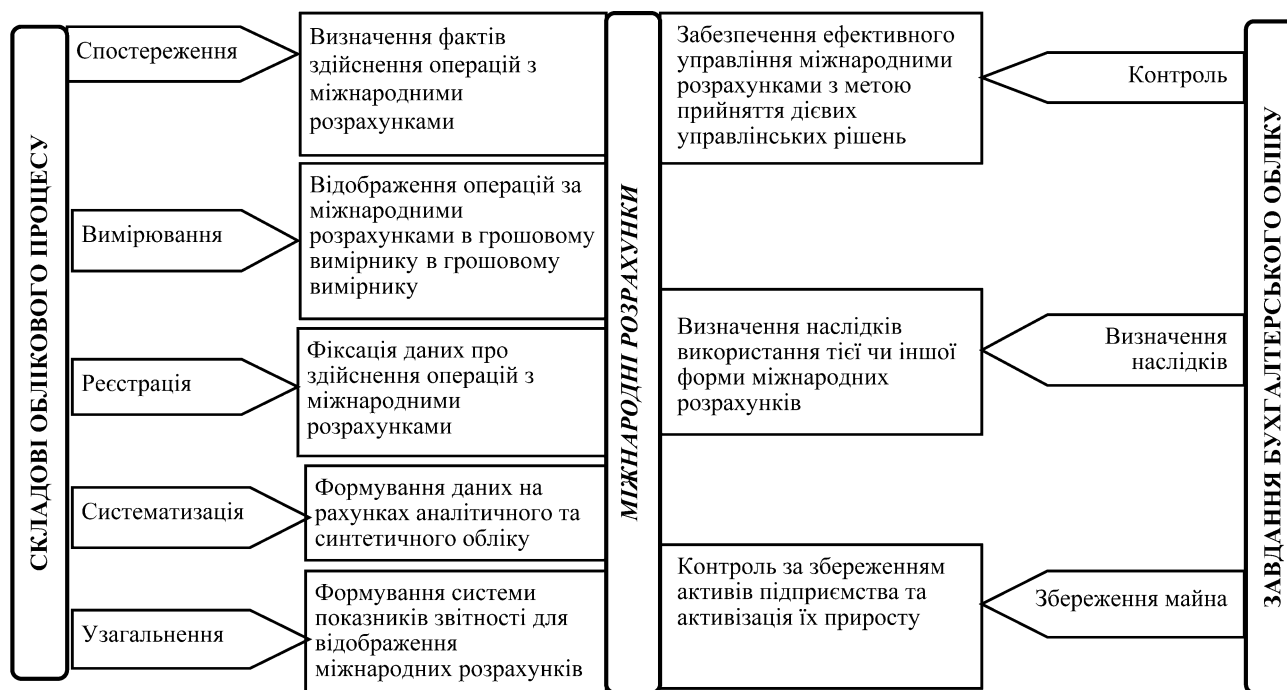 СКЛАДОВІ ОБЛІКОВОГО ПРОЦЕСУ
Спостереження
Визначення фактів
здійснення операцій з
міжнародними
розрахунками
Вимірювання
Відображення операцій за
міжнародними
розрахунками в грошовому
вимірнику в грошовому
вимірнику
Реєстрація
Фіксація даних про
здійснення операцій з
міжнародними
розрахунками
Систематизація
Формування даних на
рахунках аналітичного та
синтетичного обліку
Узагальнення
Формування системи
показників звітності для
відображення
міжнародних розрахунків
МІЖНАРОДНІ РОЗРАХУНКИ
Забезпечення ефективного
управління міжнародними
розрахунками з метою
прийняття дієвих
управлінських рішень
Контроль
Визначення наслідків
використання тієї чи іншої
форми міжнародних
розрахунків
Визначення
наслідків
Контроль за збереженням
активів підприємства та
активізація їх приросту
Збереження майна
ЗАВДАННЯ БУХГАЛТЕРСЬКОГО ОБЛІКУ